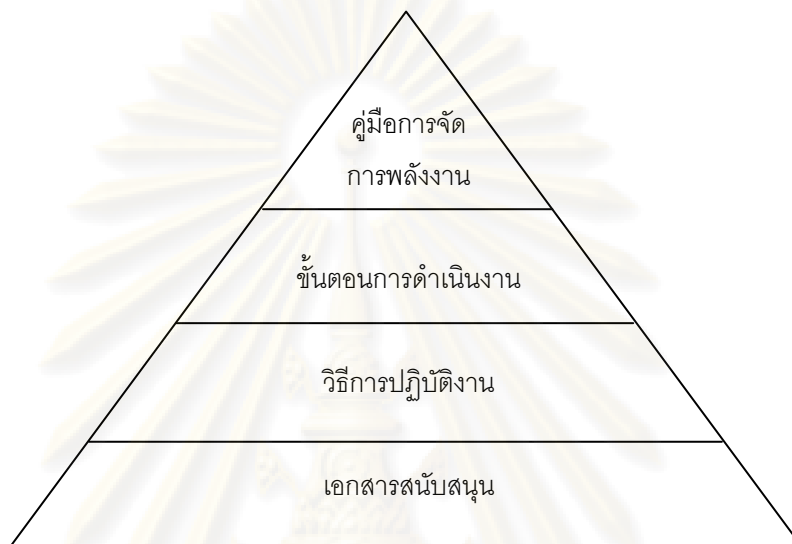 คู่มือการจัด
การพลังงาน
ขั้นตอนการดำเนินงาน
วิธีการปฏิบัติงาน
เอกสารสนับสนุน